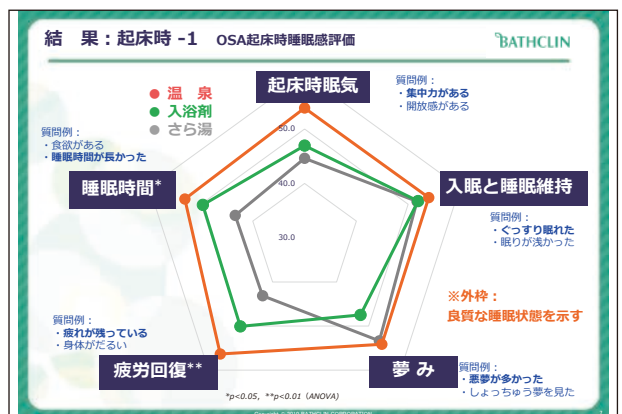 結　果：起床時 -1　OSA起床時睡眠感評価
BATHCLIN
● 温　泉
● 入浴剤
● さら湯
起床時眠気
質問例：
・集中力がある
・開放感がある
質問例：
・食欲がある
・睡眠時間が長かった
50.0
40.0
30.0
睡眠時間*
入眠と睡眠維持
質問例：
・ぐっすり眠れた
・眠りが浅かった
※外枠：
良質な睡眠状態を示す
質問例：
・疲れが残っている
・身体がだるい
疲労回復**
夢 み
質問例：
・悪夢が多かった
・しょっちゅう夢を見た
*p<0.05, **p<0.01 (ANOVA)